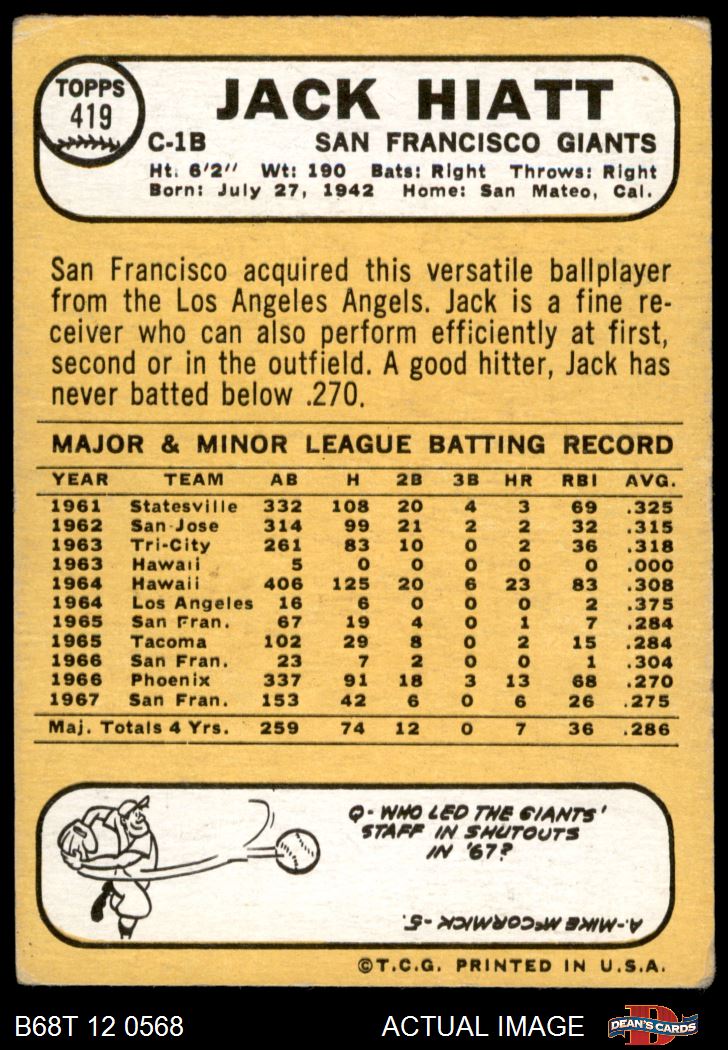 TOPPS
419
JACK HIATT
C-1B SAN FRANCISCO GIANTS
Ht: 6'2" Wt: 190 Bats: Right Throws: Right
Born: July 27, 1942 Home: San Mateo, Cal.
San Francisco acquired this versatile ballplayer
from the Los Angeles Angels. Jack is a fine re-
ceiver who can also perform efficiently at first,
second or in the outfield. A good hitter, Jack has
never batted below .270.
MAJOR & MINOR LEAGUE BATTING RECORD
YEAR TEAM AB H 2B 3B HR RBI AVG.
1961 Statesville 332 108 20 4 3 69 .325
1962 San Jose 314 99 21 2 2 32 .315
1963 Tri-City 261 83 10 0 2 36 .318
1963 Hawaii 5 0 0 0 0 0 .000
1964 Hawaii 406 125 20 6 23 83 .308
1964 Los Angeles 16 6 0 0 0 2 .375
1965 San Fran. 67 19 4 0 1 7 .284
1965 Tacoma 102 29 8 0 2 15 .284
1966 San Fran. 23 7 2 0 0 1 .304
1966 Phoenix 337 91 18 3 13 68 .270
1967 San Fran. 153 42 6 0 6 26 .275
Maj. Totals 4 Yrs. 259 74 12 0 7 36 .286
Q- WHO LED THE GIANTS'
STAFF IN SHUTOUTS
IN '67?
A.- MIKE McCORMICK -5.
©T.C.G. PRINTED IN U.S.A.
B68T 12 0568 ACTUAL IMAGE D DEAN'S CARDS